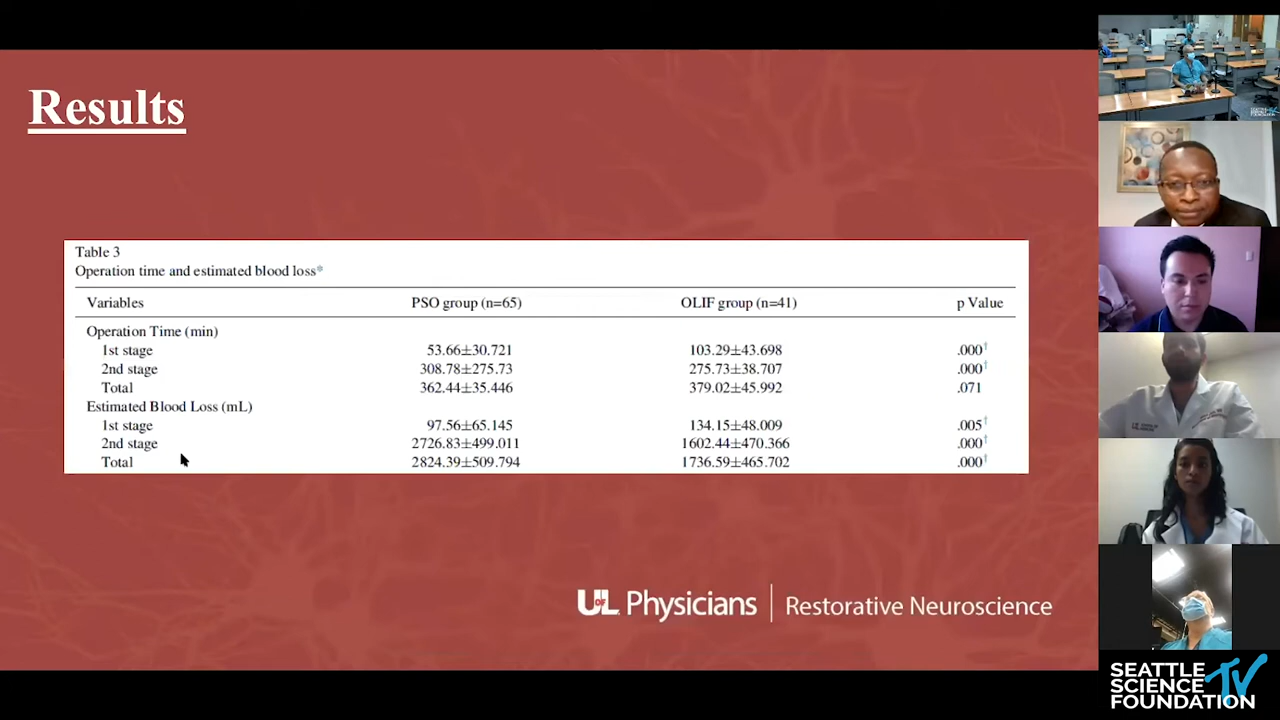 Results
Table 3
Operation time and estimated blood loss*
Variables PSO group (n=65) OLIF group (n=41) p Value
Operation Time (min)
1st stage 53.66±30.721 103.29±43.698 .000†
2nd stage 308.78±275.73 275.73±38.707 .000†
Total 362.44±35.446 379.02±45.992 .071
Estimated Blood Loss (mL)
1st stage 97.56±65.145 134.15±48.009 .005†
2nd stage 2726.83±499.011 1602.44±470.366 .000†
Total 2824.39±509.794 1736.59±465.702 .000†
UofL Physicians | Restorative Neuroscience
SEATTLE
SCIENCE TV
FOUNDATION